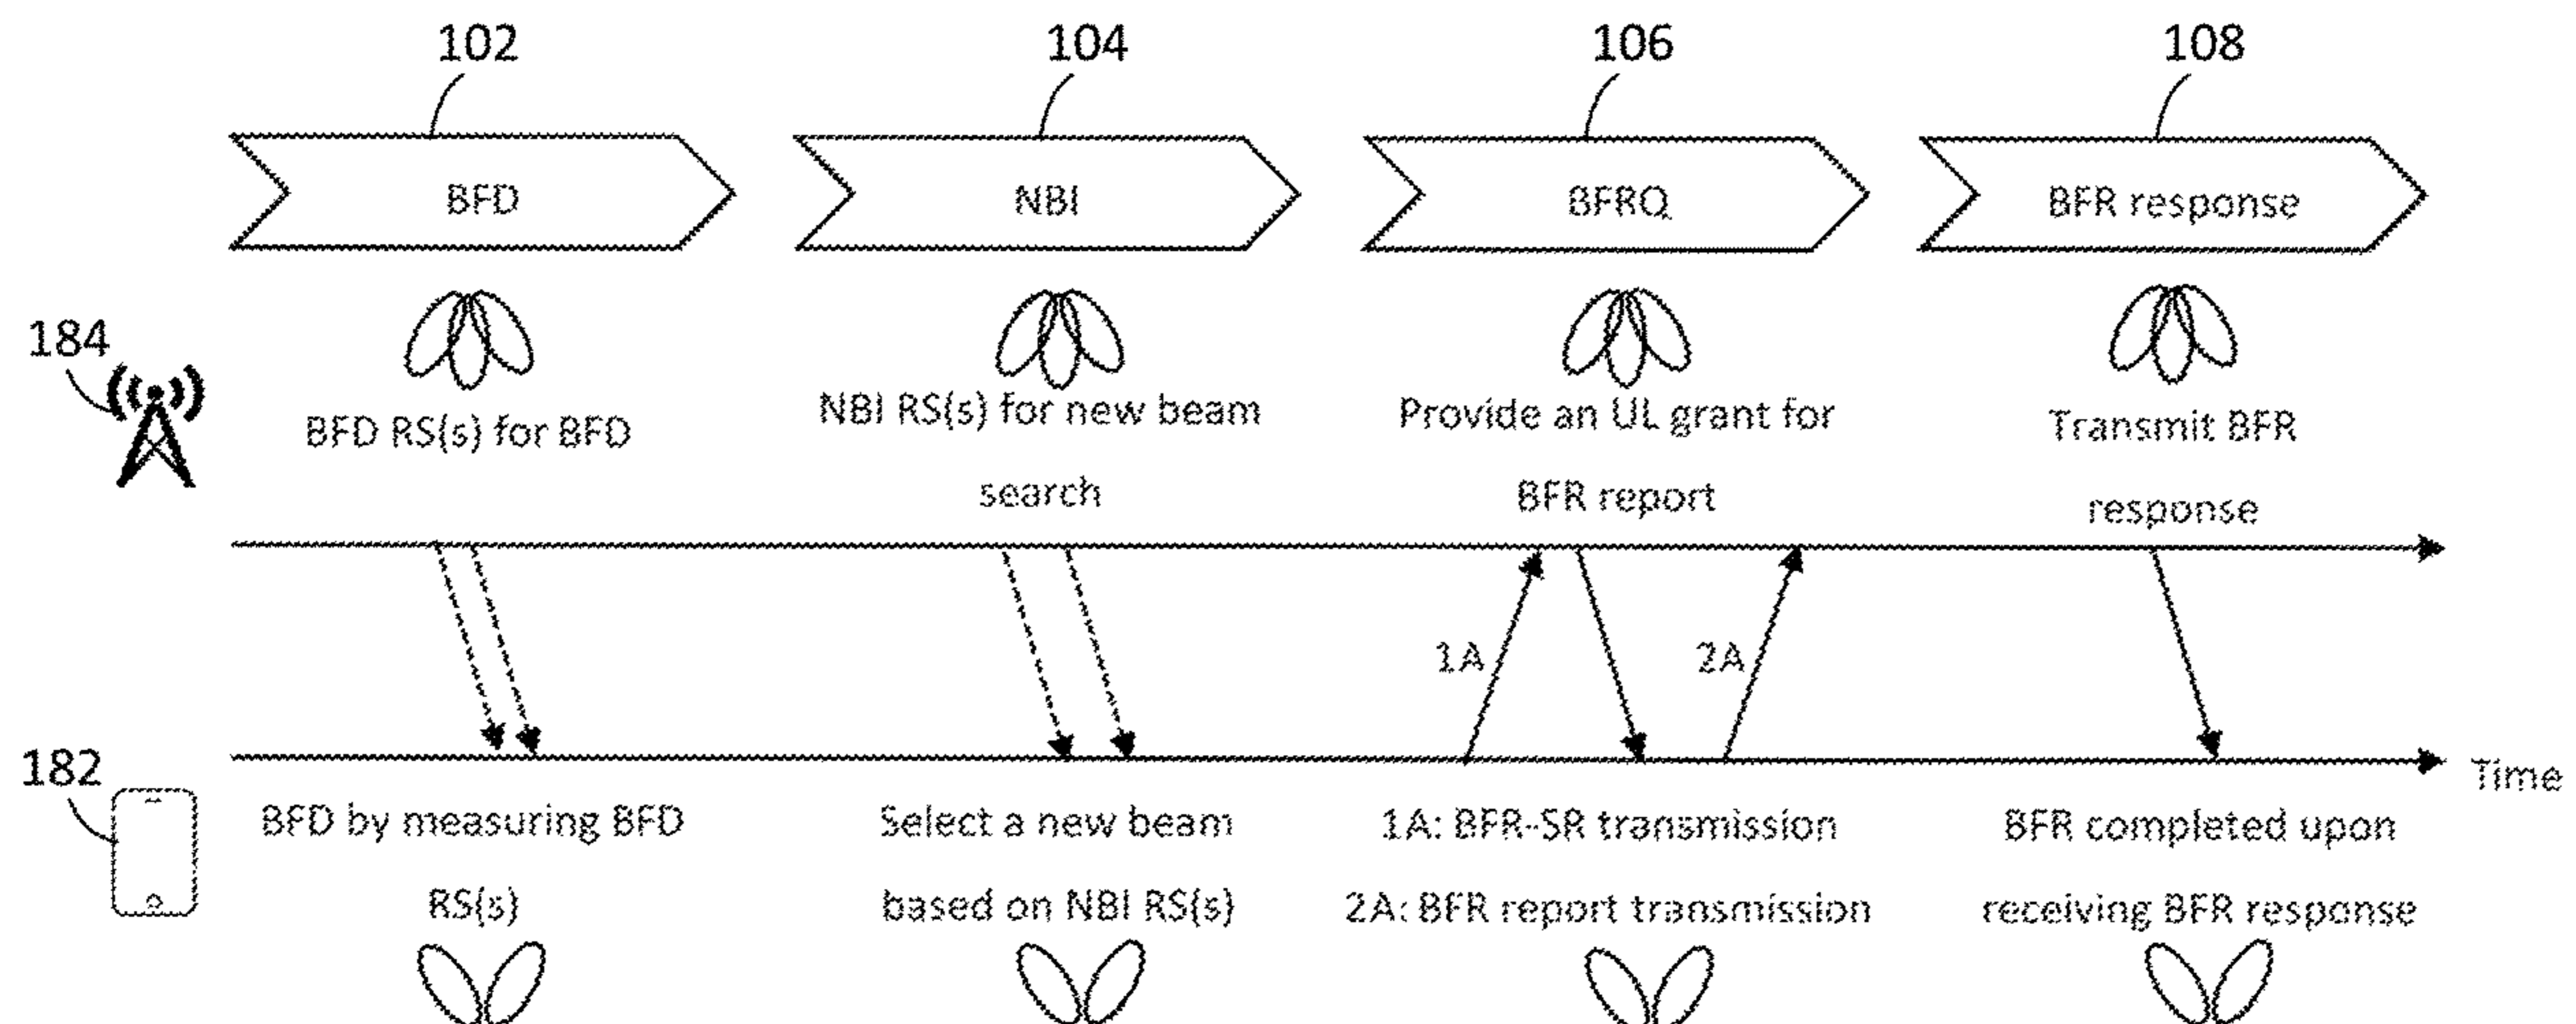 102
104
106
108
BFD
NBI
BFRQ
BFR response
184
BFD RS(s) for BFD
NBI RS(s) for new beam
search
Provide an UL grant for
BFR report
Transmit BFR
response
1A
2A
Time
182
BFD by measuring BFD
RS(s)
Select a new beam
based on NBI RS(s)
1A: BFR-SR transmission
2A: BFR report transmission
BFR completed upon
receiving BFR response